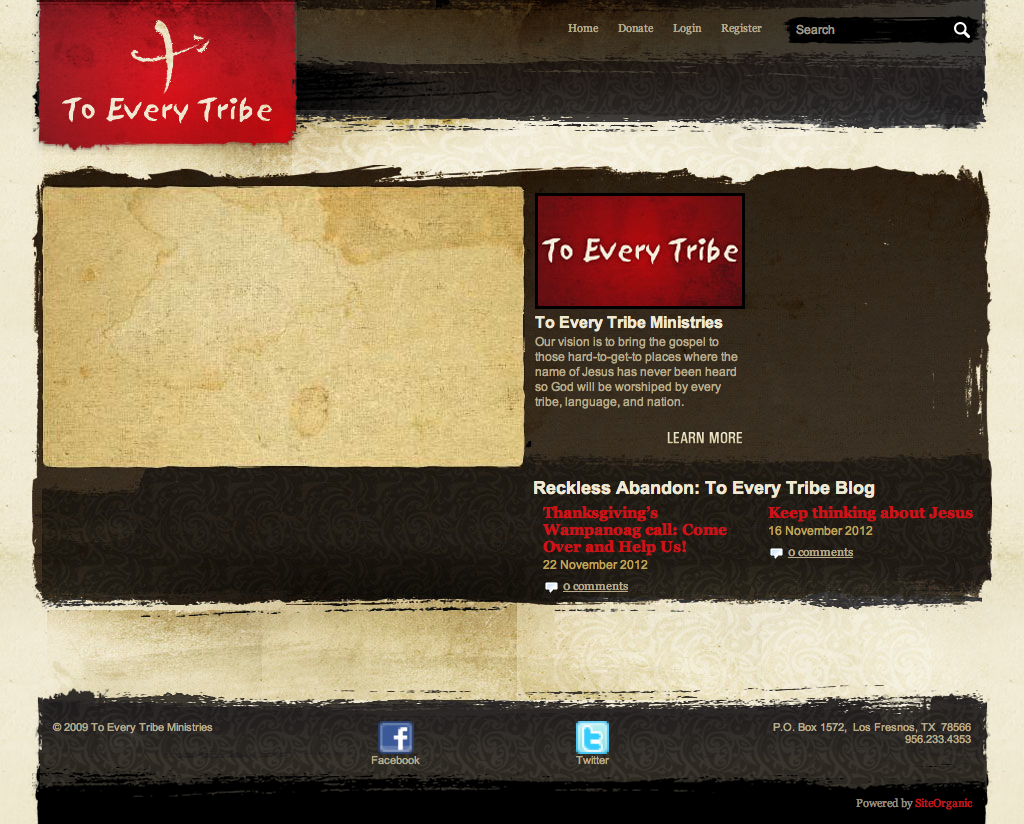 To Every Tribe
Home Donate Login Register Search
To Every Tribe
To Every Tribe Ministries
Our vision is to bring the gospel to
those hard-to-get-to places where the
name of Jesus has never been heard
so God will be worshiped by every
tribe, language, and nation.
LEARN MORE
Reckless Abandon: To Every Tribe Blog
Thanksgiving's
Wampanoag call: Come
Over and Help Us!
22 November 2012
0 comments
Keep thinking about Jesus
16 November 2012
0 comments
© 2009 To Every Tribe Ministries
Facebook
Twitter
P.O. Box 1572, Los Fresnos, TX 78566
956.233.4353
Powered by SiteOrganic